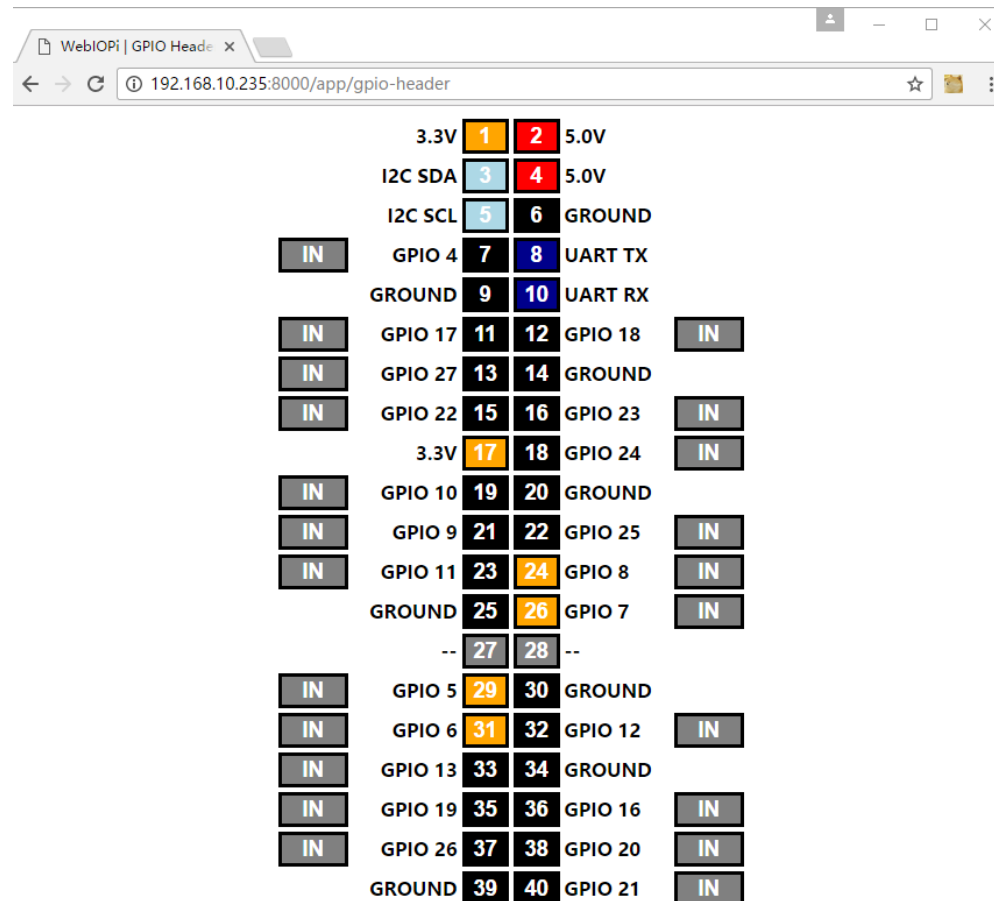 WebIOPi | GPIO Heade
192.168.10.235:8000/app/gpio-header
3.3V 1 2 5.0V
I2C SDA 3 4 5.0V
I2C SCL 5 6 GROUND
IN GPIO 4 7 8 UART TX
GROUND 9 10 UART RX
IN GPIO 17 11 12 GPIO 18 IN
IN GPIO 27 13 14 GROUND
IN GPIO 22 15 16 GPIO 23 IN
3.3V 17 18 GPIO 24 IN
IN GPIO 10 19 20 GROUND
IN GPIO 9 21 22 GPIO 25 IN
IN GPIO 11 23 24 GPIO 8 IN
GROUND 25 26 GPIO 7 IN
-- 27 28 --
IN GPIO 5 29 30 GROUND
IN GPIO 6 31 32 GPIO 12 IN
IN GPIO 13 33 34 GROUND
IN GPIO 19 35 36 GPIO 16 IN
IN GPIO 26 37 38 GPIO 20 IN
GROUND 39 40 GPIO 21 IN